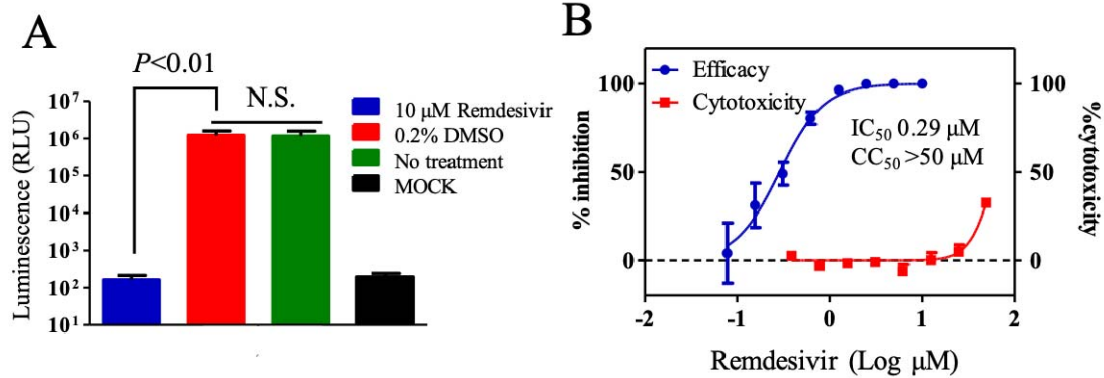 A
P<0.01
N.S.
Luminescence (RLU)
10⁷
10⁶
10⁵
10⁴
10³
10²
10¹
10 μM Remdesivir
0.2% DMSO
No treatment
MOCK
B
Efficacy
Cytotoxicity
IC₅₀ 0.29 μM
CC₅₀ >50 μM
% inhibition
100
50
0
%cytotoxicity
100
50
0
-2 -1 0 1 2
Remdesivir (Log μM)